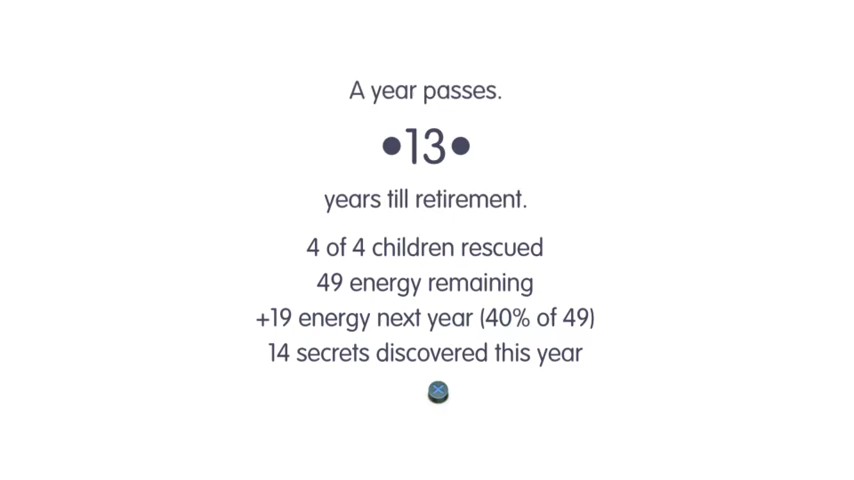 A year passes.
•13•
years till retirement.
4 of 4 children rescued
49 energy remaining
+19 energy next year (40% of 49)
14 secrets discovered this year